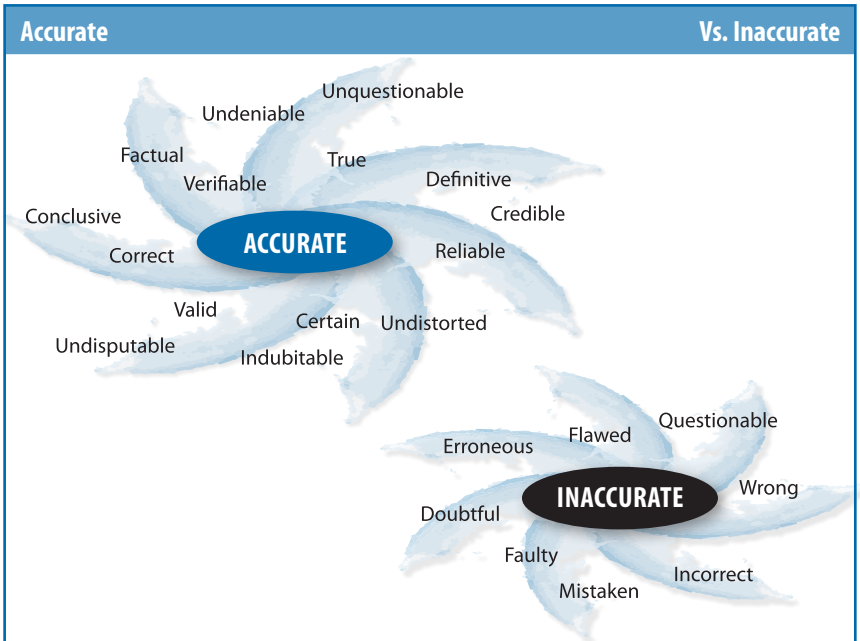 Accurate
Vs. Inaccurate
Unquestionable
Undeniable
Factual
True
Verifiable
Definitive
Conclusive
Credible
ACCURATE
Correct
Reliable
Valid
Certain
Undistorted
Undisputable
Indubitable
Questionable
Flawed
Erroneous
Wrong
INACCURATE
Doubtful
Faulty
Incorrect
Mistaken